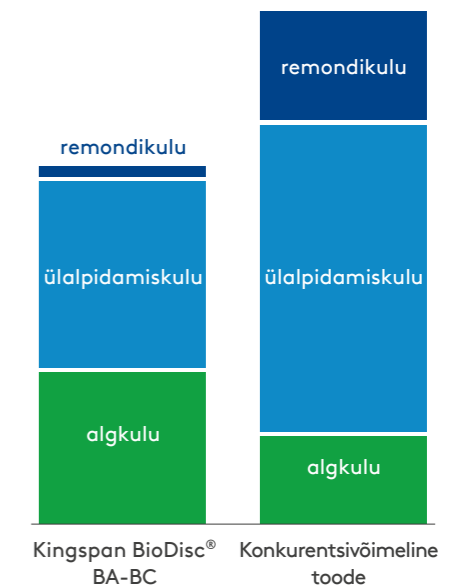 remondikulu
ülalpidamiskulu
algkulu
remondikulu
ülalpidamiskulu
algkulu
Kingspan BioDisc®
BA-BC
Konkurentsivõimeline
toode